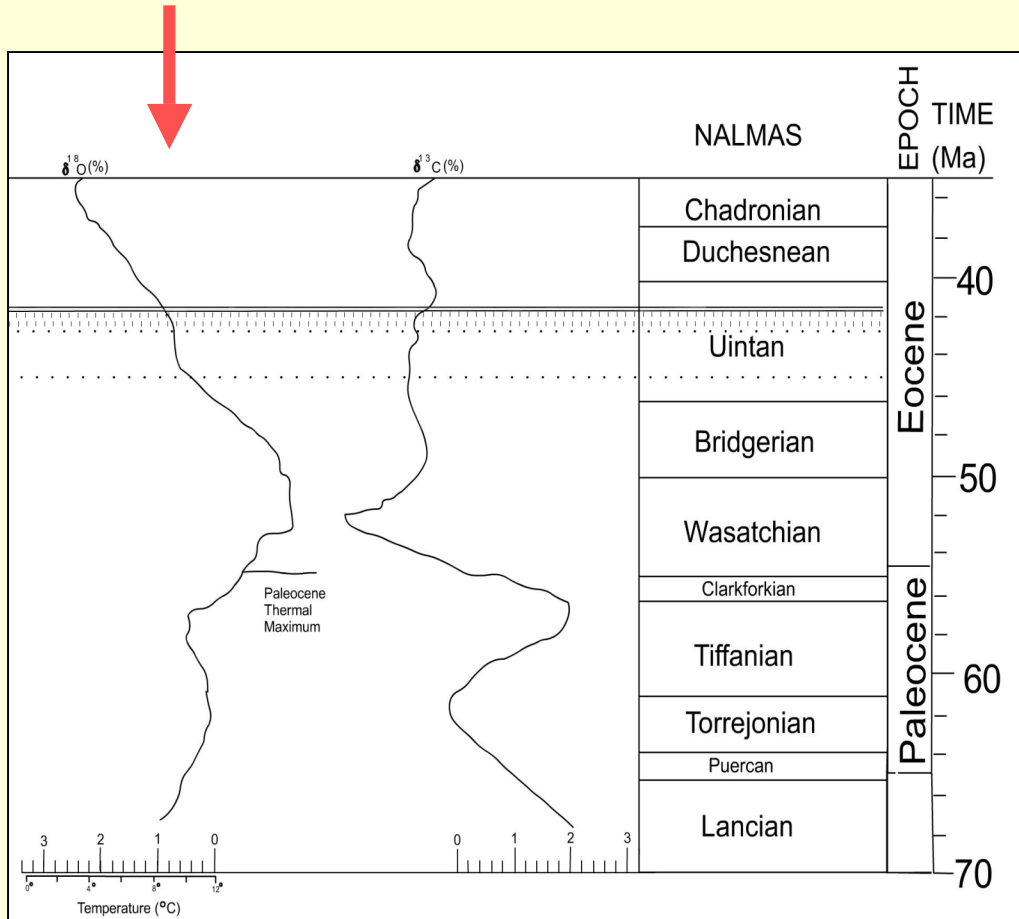 NALMAS
EPOCH
TIME
(Ma)
δ18O(%)
δ13C(%)
Chadronian
Duchesnean
40
Uintan
Eocene
Bridgerian
50
Wasatchian
Paleocene
Thermal
Maximum
Clarkforkian
Tiffanian
Paleocene
60
Torrejonian
Puercan
Lancian
3 2 1 0
0 1 2 3
70
0° 4° 8° 12°
Temperature (°C)